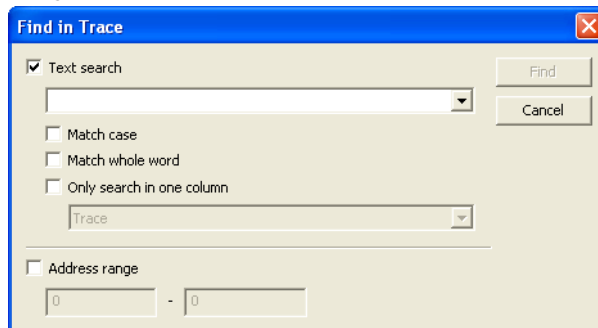 Find in Trace
Text search
Find
Cancel
Match case
Match whole word
Only search in one column
Trace
Address range
0 - 0